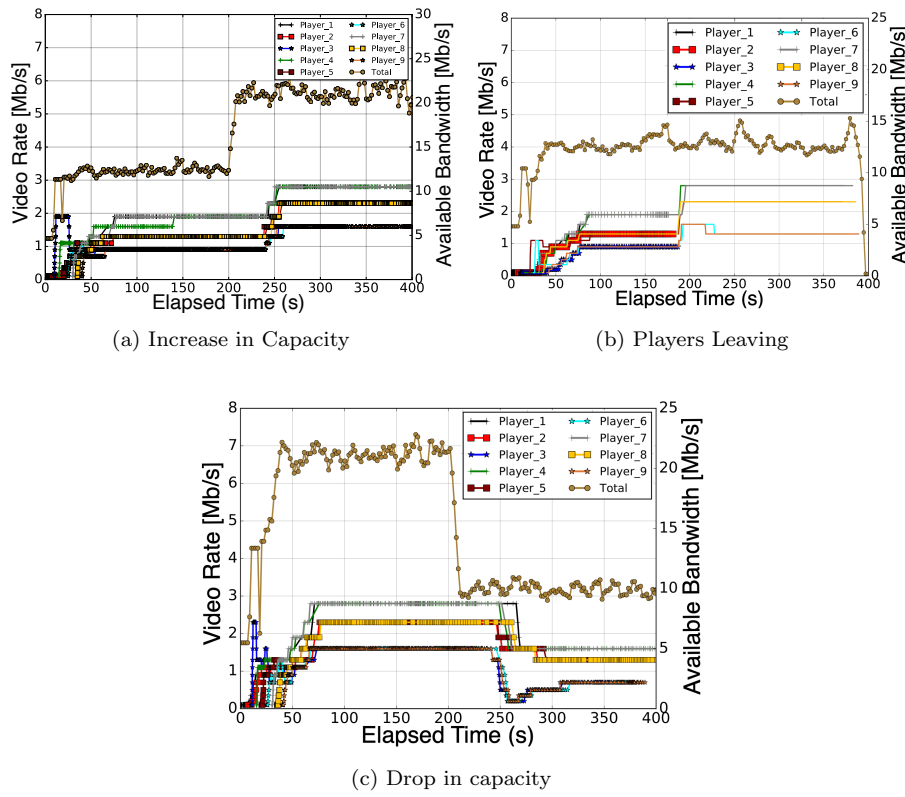 Video Rate [Mb/s]
8
7
6
5
4
3
2
1
0
Player_1
Player_2
Player_3
Player_4
Player_5
Player_6
Player_7
Player_8
Player_9
Total
30
25
20
15
10
5
0
Available Bandwidth [Mb/s]
0 50 100 150 200 250 300 350 400
Elapsed Time (s)
(a) Increase in Capacity
Video Rate [Mb/s]
8
7
6
5
4
3
2
1
0
Player_1
Player_2
Player_3
Player_4
Player_5
Player_6
Player_7
Player_8
Player_9
Total
25
20
15
10
5
0
Available Bandwidth [Mb/s]
0 50 100 150 200 250 300 350 400
Elapsed Time (s)
(b) Players Leaving
Video Rate [Mb/s]
8
7
6
5
4
3
2
1
0
Player_1
Player_2
Player_3
Player_4
Player_5
Player_6
Player_7
Player_8
Player_9
Total
25
20
15
10
5
0
Available Bandwidth [Mb/s]
0 50 100 150 200 250 300 350 400
Elapsed Time (s)
(c) Drop in capacity